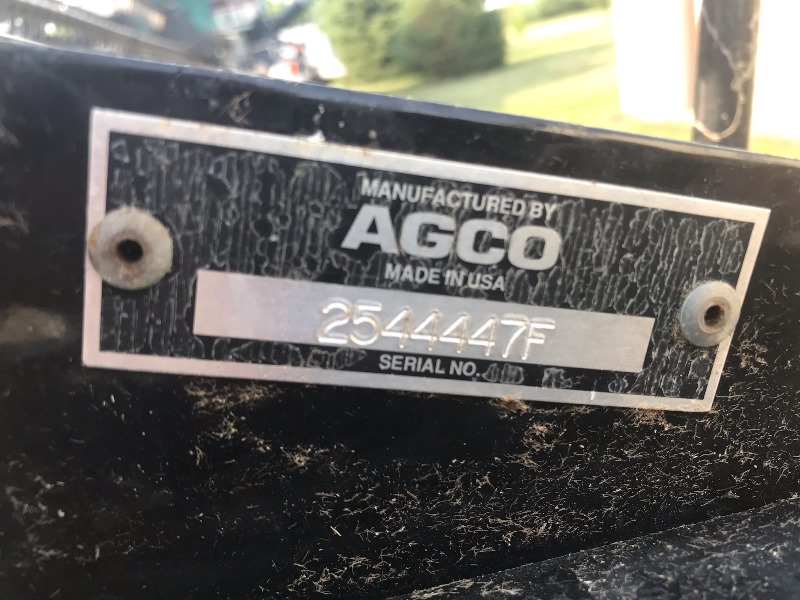 MANUFACTURED BY
AGCO
MADE IN USA
2544447F
SERIAL NO.